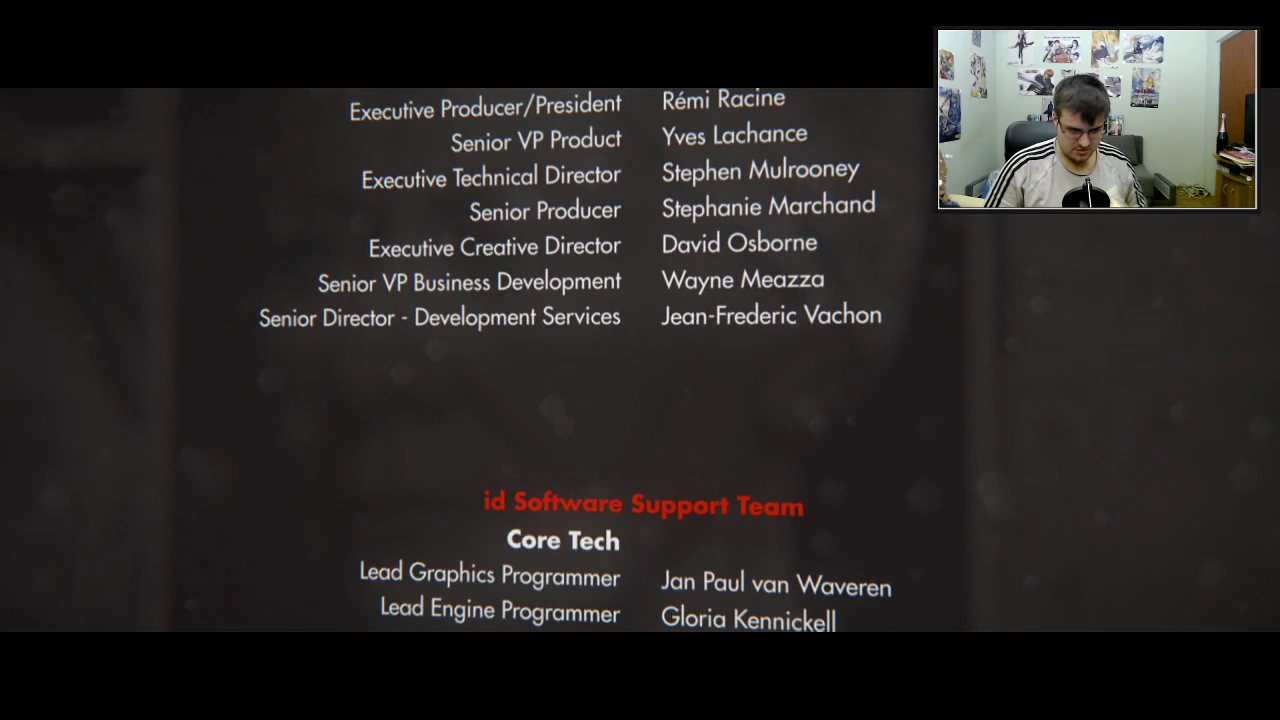 Executive Producer/President Rémi Racine
Senior VP Product Yves Lachance
Executive Technical Director Stephen Mulrooney
Senior Producer Stephanie Marchand
Executive Creative Director David Osborne
Senior VP Business Development Wayne Meazza
Senior Director - Development Services Jean-Frederic Vachon
id Software Support Team
Core Tech
Lead Graphics Programmer Jan Paul van Waveren
Lead Engine Programmer Gloria Kennickell